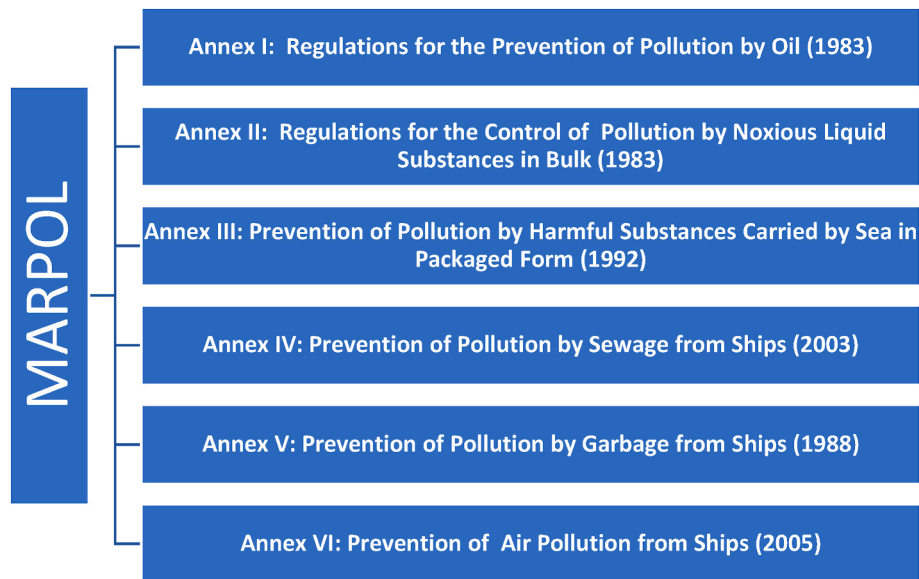 MARPOL
Annex I:  Regulations for the Prevention of Pollution by Oil (1983)
Annex II:  Regulations for the Control of  Pollution by Noxious Liquid
Substances in Bulk (1983)
Annex III: Prevention of Pollution by Harmful Substances Carried by Sea in
Packaged Form (1992)
Annex IV: Prevention of Pollution by Sewage from Ships (2003)
Annex V: Prevention of Pollution by Garbage from Ships (1988)
Annex VI: Prevention of  Air Pollution from Ships (2005)